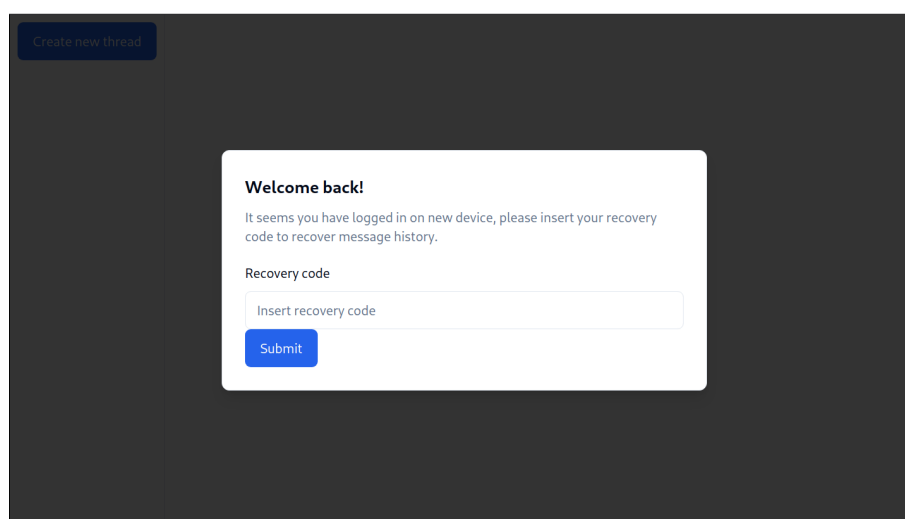 Create new thread
Welcome back!
It seems you have logged in on new device, please insert your recovery
code to recover message history.
Recovery code
Insert recovery code
Submit